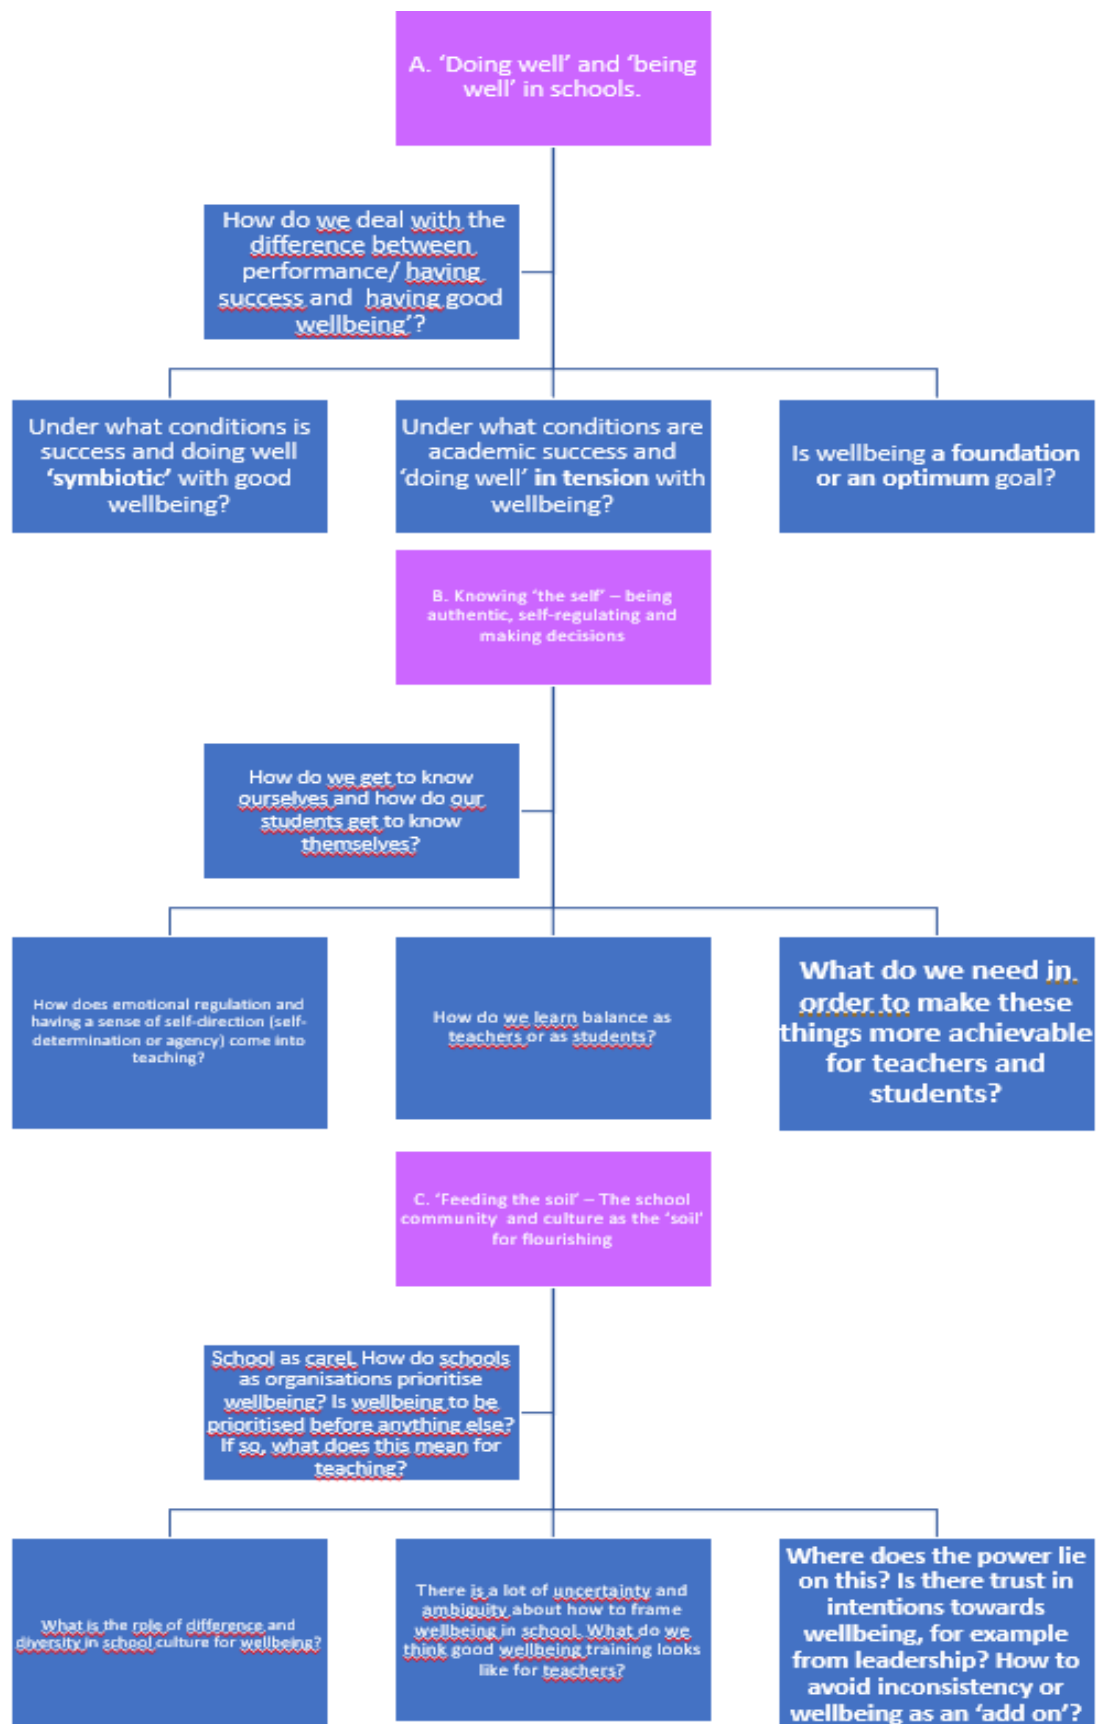 A. ‘Doing well’ and ‘being
well’ in schools.
How do we deal with the
difference between
performance/ having
success and  having good
wellbeing’?
Under what conditions is
success and doing well
‘symbiotic’ with good
wellbeing?
Under what conditions are
academic success and
‘doing well’ in tension with
wellbeing?
Is wellbeing a foundation
or an optimum goal?
B. Knowing ‘the self’ – being
authentic, self-regulating and
making decisions
How do we get to know
ourselves and how do our
students get to know
themselves?
How does emotional regulation and
having a sense of self-direction (self-
determination or agency) come into
teaching?
How do we learn balance as
teachers or as students?
What do we need in
order to make these
things more achievable
for teachers and
students?
C. ‘Feeding the soil’ – The school
community  and culture as the ‘soil’
for flourishing
School as care. How do schools
as organisations prioritise
wellbeing? Is wellbeing to be
prioritised before anything else?
If so, what does this mean for
teaching?
What is the role of difference and
diversity in school culture for wellbeing?
There is a lot of uncertainty and
ambiguity about how to frame
wellbeing in school. What do we
think good wellbeing training looks
like for teachers?
Where does the power lie
on this? Is there trust in
intentions towards
wellbeing, for example
from leadership? How to
avoid inconsistency or
wellbeing as an ‘add on’?